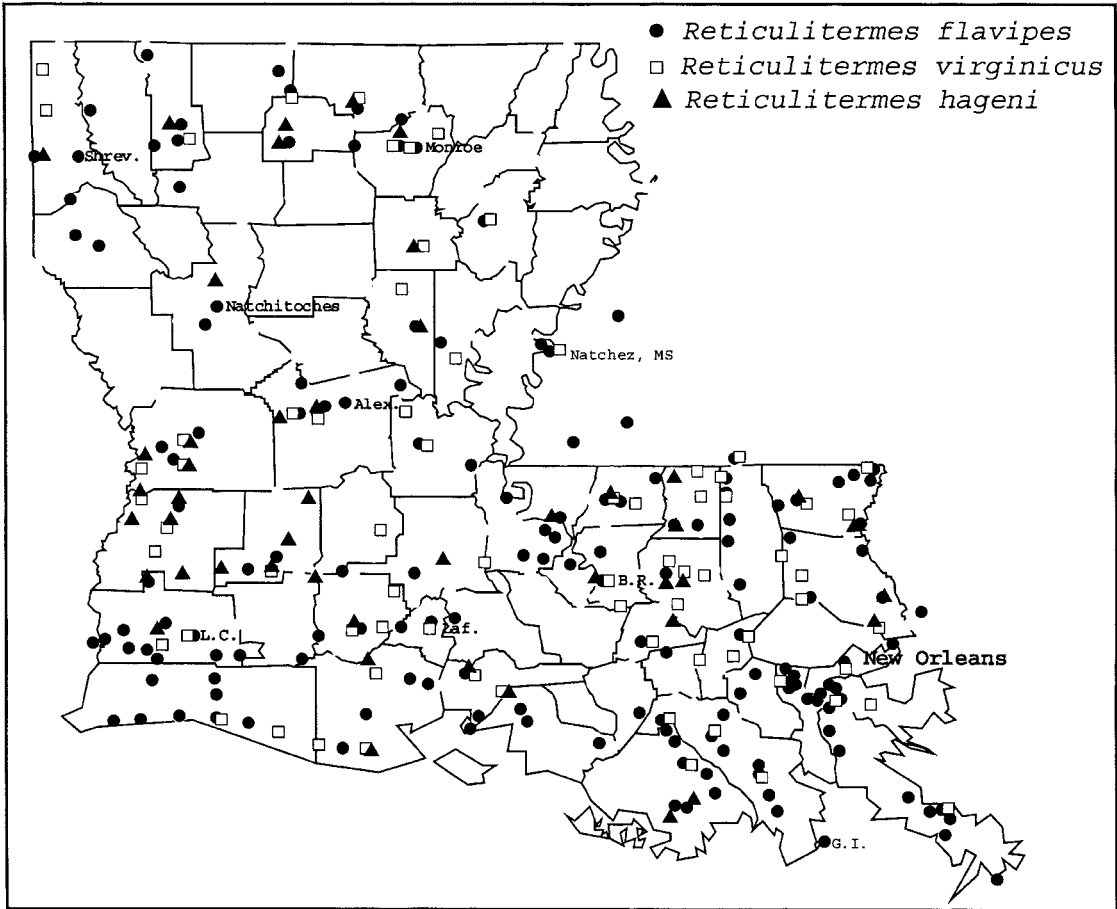 Reticulitermes flavipes
Reticulitermes virginicus
Reticulitermes hageni
Monroe
Shrev.
Natchitoches
Natchez, MS
Alex.
B.R.
L.C.
Laf.
New Orleans
G.I.